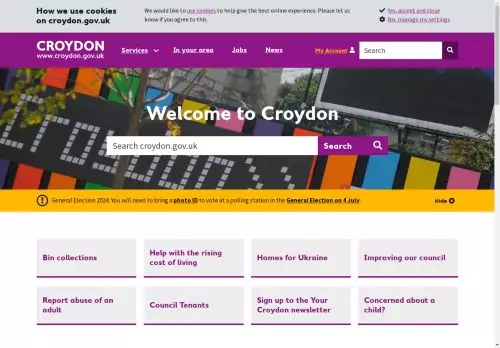 How we use cookies
on croydon.gov.uk
We would like to use cookies to help give the best online experience. Please let
us know if you agree to this.
Yes, accept and close
No, manage my settings
CROYDON
www.croydon.gov.uk
Services
In your area
Jobs
News
My Account
Search
Welcome to Croydon
Search croydon.gov.uk
Search
General Election 2024: You will need to bring a photo ID to vote at a polling station in the General Election on 4 July.
Hide
Bin collections
Help with the rising
cost of living
Homes for Ukraine
Improving our council
Report abuse of an
adult
Council Tenants
Sign up to the Your
Croydon newsletter
Concerned about a
child?